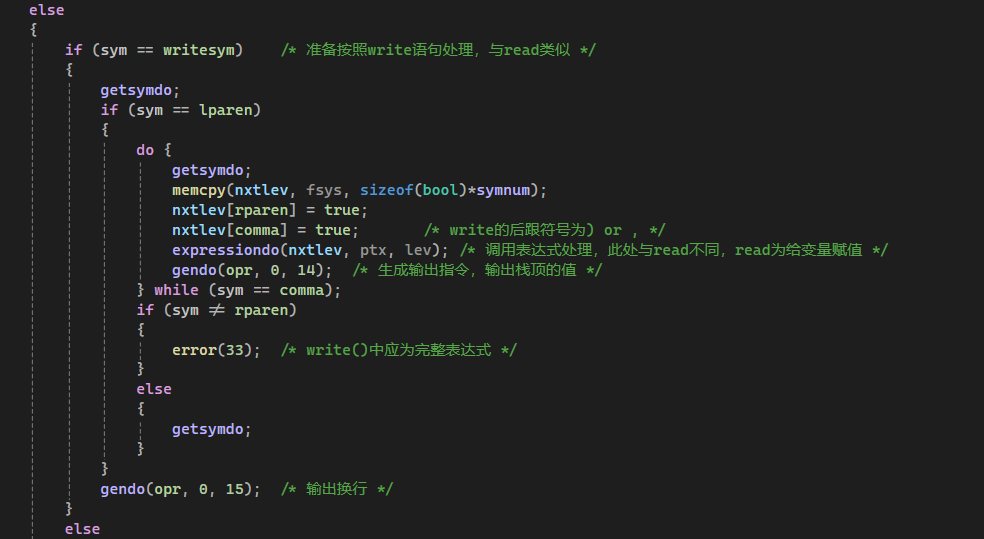 else
{
if (sym == writesym) /* 准备按照write语句处理，与read类似 */
{
getsymdo;
if (sym == lparen)
{
do {
getsymdo;
memcpy(nxtlev, fsys, sizeof(bool)*symnum);
nxtlev[rparen] = true;
nxtlev[comma] = true; /* write的后跟符号为) or , */
expressiondo(nxtlev, ptx, lev); /* 调用表达式处理，此处与read不同，read为给变量赋值 */
gendo(opr, 0, 14); /* 生成输出指令，输出栈顶的值 */
} while (sym == comma);
if (sym != rparen)
{
error(33); /* write()中应为完整表达式 */
}
else
{
getsymdo;
}
}
gendo(opr, 0, 15); /* 输出换行 */
}
else